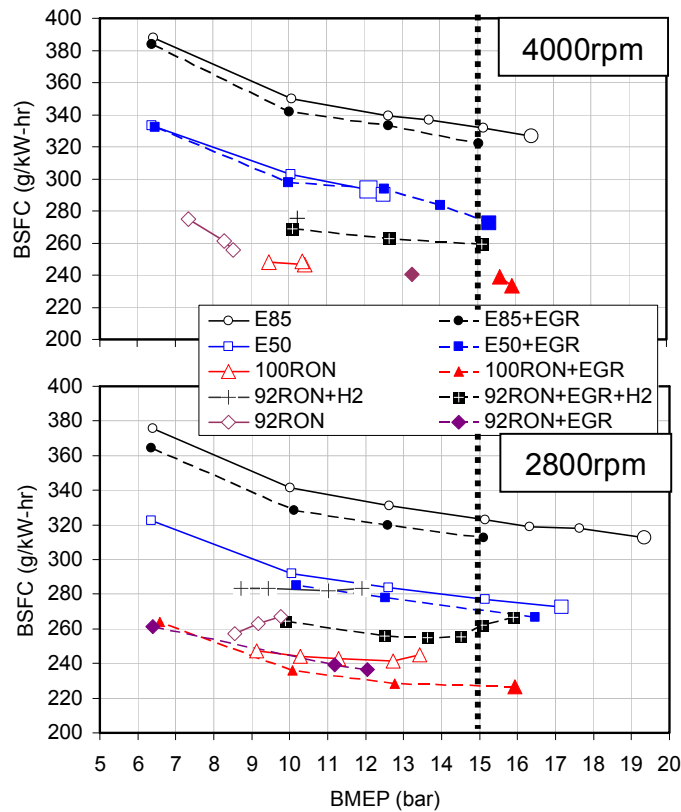 400
380
360
340
320
300
280
260
240
220
200
BSFC (g/kW-hr)
4000rpm
E85
E85+EGR
E50
E50+EGR
100RON
100RON+EGR
92RON+H2
92RON+EGR+H2
92RON
92RON+EGR
400
380
360
340
320
300
280
260
240
220
200
BSFC (g/kW-hr)
2800rpm
5 6 7 8 9 10 11 12 13 14 15 16 17 18 19 20
BMEP (bar)